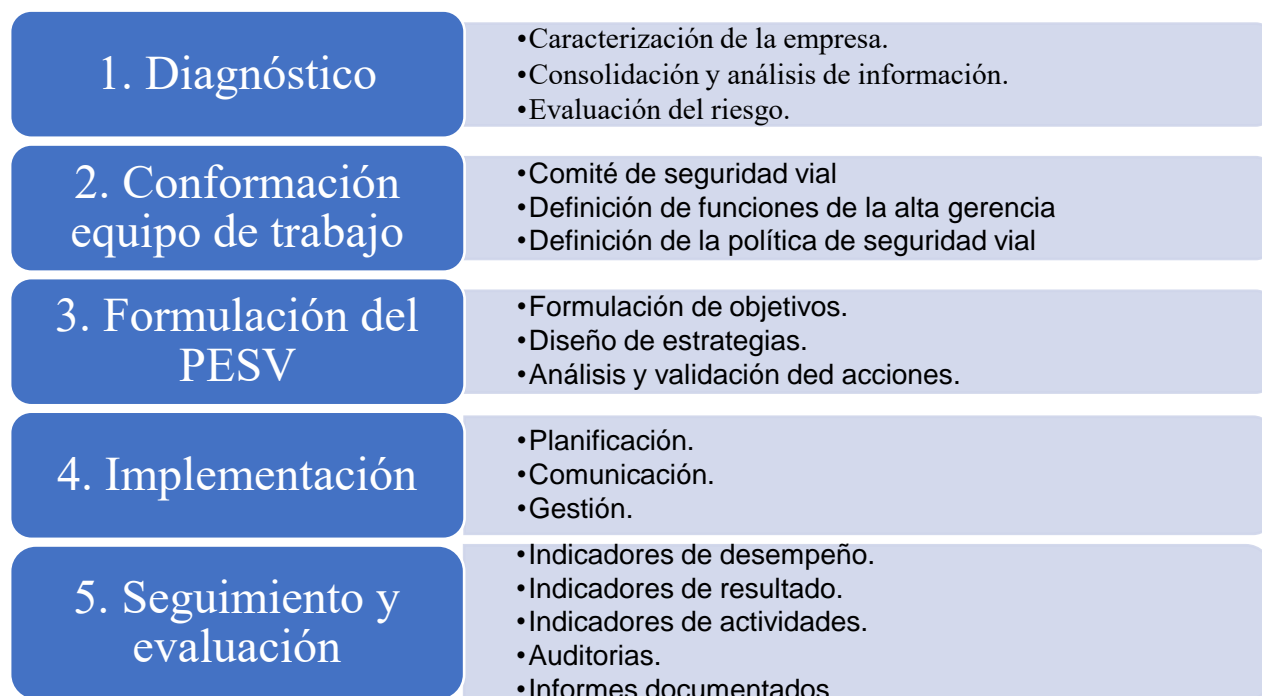 1. Diagnóstico
•Caracterización de la empresa.
•Consolidación y análisis de información.
•Evaluación del riesgo.
2. Conformación
equipo de trabajo
•Comité de seguridad vial
•Definición de funciones de la alta gerencia
•Definición de la política de seguridad vial
3. Formulación del
PESV
•Formulación de objetivos.
•Diseño de estrategias.
•Análisis y validación ded acciones.
4. Implementación
•Planificación.
•Comunicación.
•Gestión.
5. Seguimiento y
evaluación
•Indicadores de desempeño.
•Indicadores de resultado.
•Indicadores de actividades.
•Auditorias.
•Informes documentados